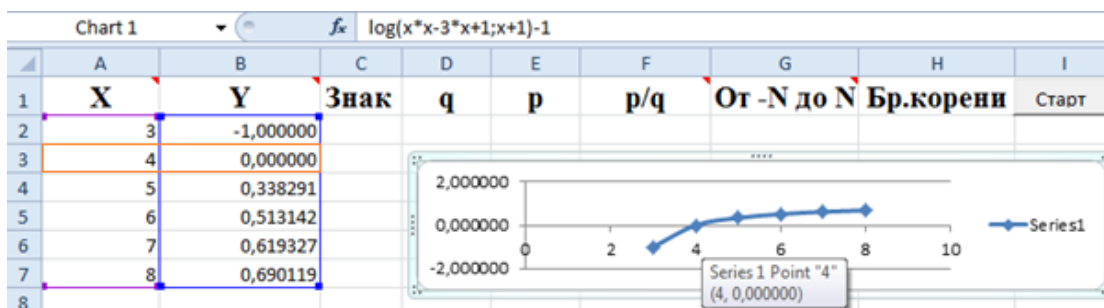 Chart 1 fx log(x*x-3*x+1;x+1)-1
A B C D E F G H I
1 X Y Знак q p p/q От -N до N Бр.корени Старт
2 3 -1,000000
3 4 0,000000
4 5 0,338291
5 6 0,513142
6 7 0,619327
7 8 0,690119
8
2,000000
0,000000
-2,000000
0 2 4 6 8 10
Series1
Series 1 Point "4"
(4, 0,000000)